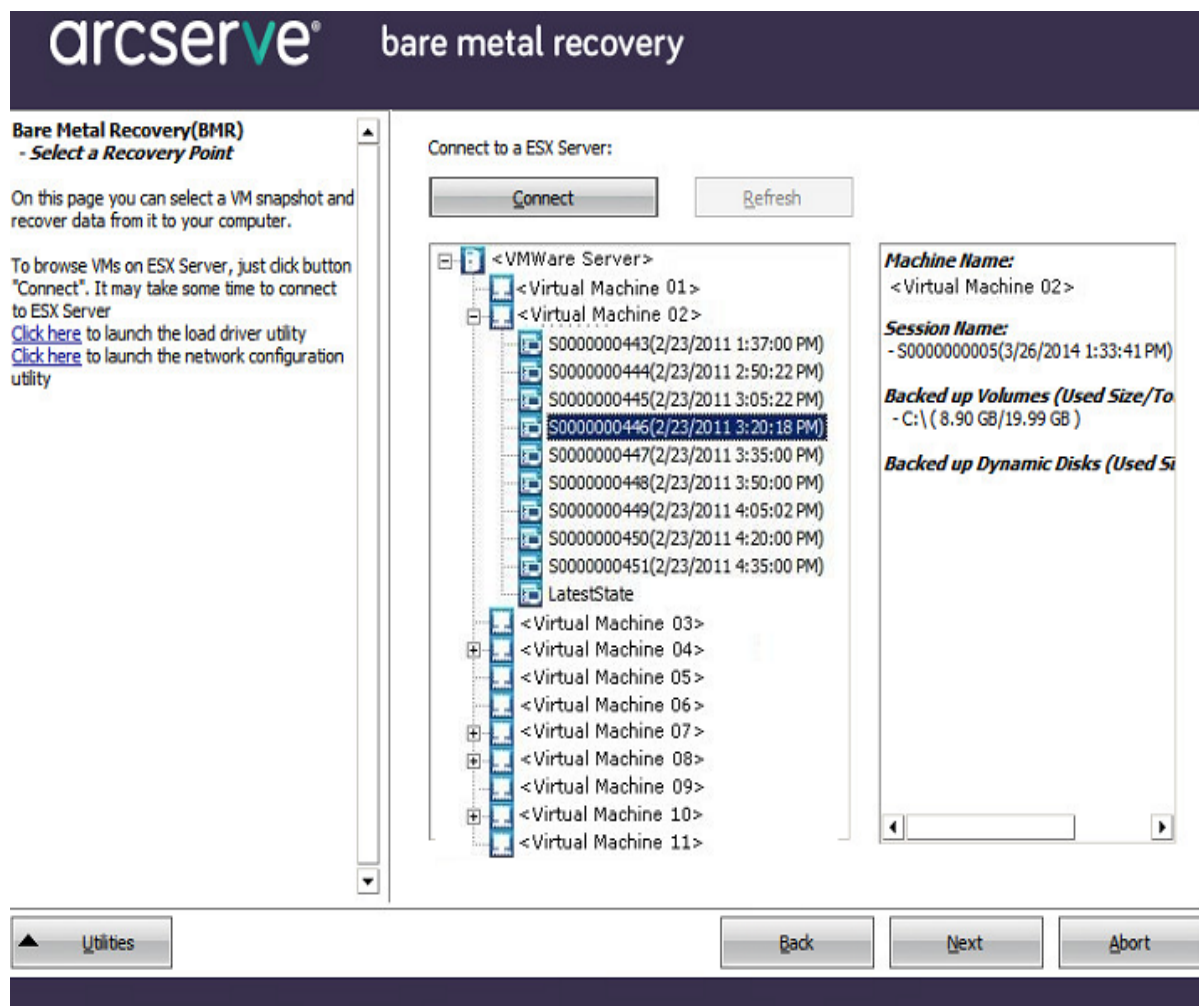 arcserve® bare metal recovery
Bare Metal Recovery(BMR)
- Select a Recovery Point
On this page you can select a VM snapshot and
recover data from it to your computer.
To browse VMs on ESX Server, just click button
"Connect". It may take some time to connect
to ESX Server
Click here to launch the load driver utility
Click here to launch the network configuration
utility
Connect to a ESX Server:
Connect
Refresh
<VMWare Server>
<Virtual Machine 01>
<Virtual Machine 02>
S0000000443(2/23/2011 1:37:00 PM)
S0000000444(2/23/2011 2:50:22 PM)
S0000000445(2/23/2011 3:05:22 PM)
S0000000446(2/23/2011 3:20:18 PM)
S0000000447(2/23/2011 3:35:00 PM)
S0000000448(2/23/2011 3:50:00 PM)
S0000000449(2/23/2011 4:05:02 PM)
S0000000450(2/23/2011 4:20:00 PM)
S0000000451(2/23/2011 4:35:00 PM)
LatestState
<Virtual Machine 03>
<Virtual Machine 04>
<Virtual Machine 05>
<Virtual Machine 06>
<Virtual Machine 07>
<Virtual Machine 08>
<Virtual Machine 09>
<Virtual Machine 10>
<Virtual Machine 11>
Machine Name:
<Virtual Machine 02>
Session Name:
- S0000000005(3/26/2014 1:33:41 PM)
Backed up Volumes (Used Size/To
- C:\ ( 8.90 GB/19.99 GB )
Backed up Dynamic Disks (Used Si
Utilities
Back
Next
Abort